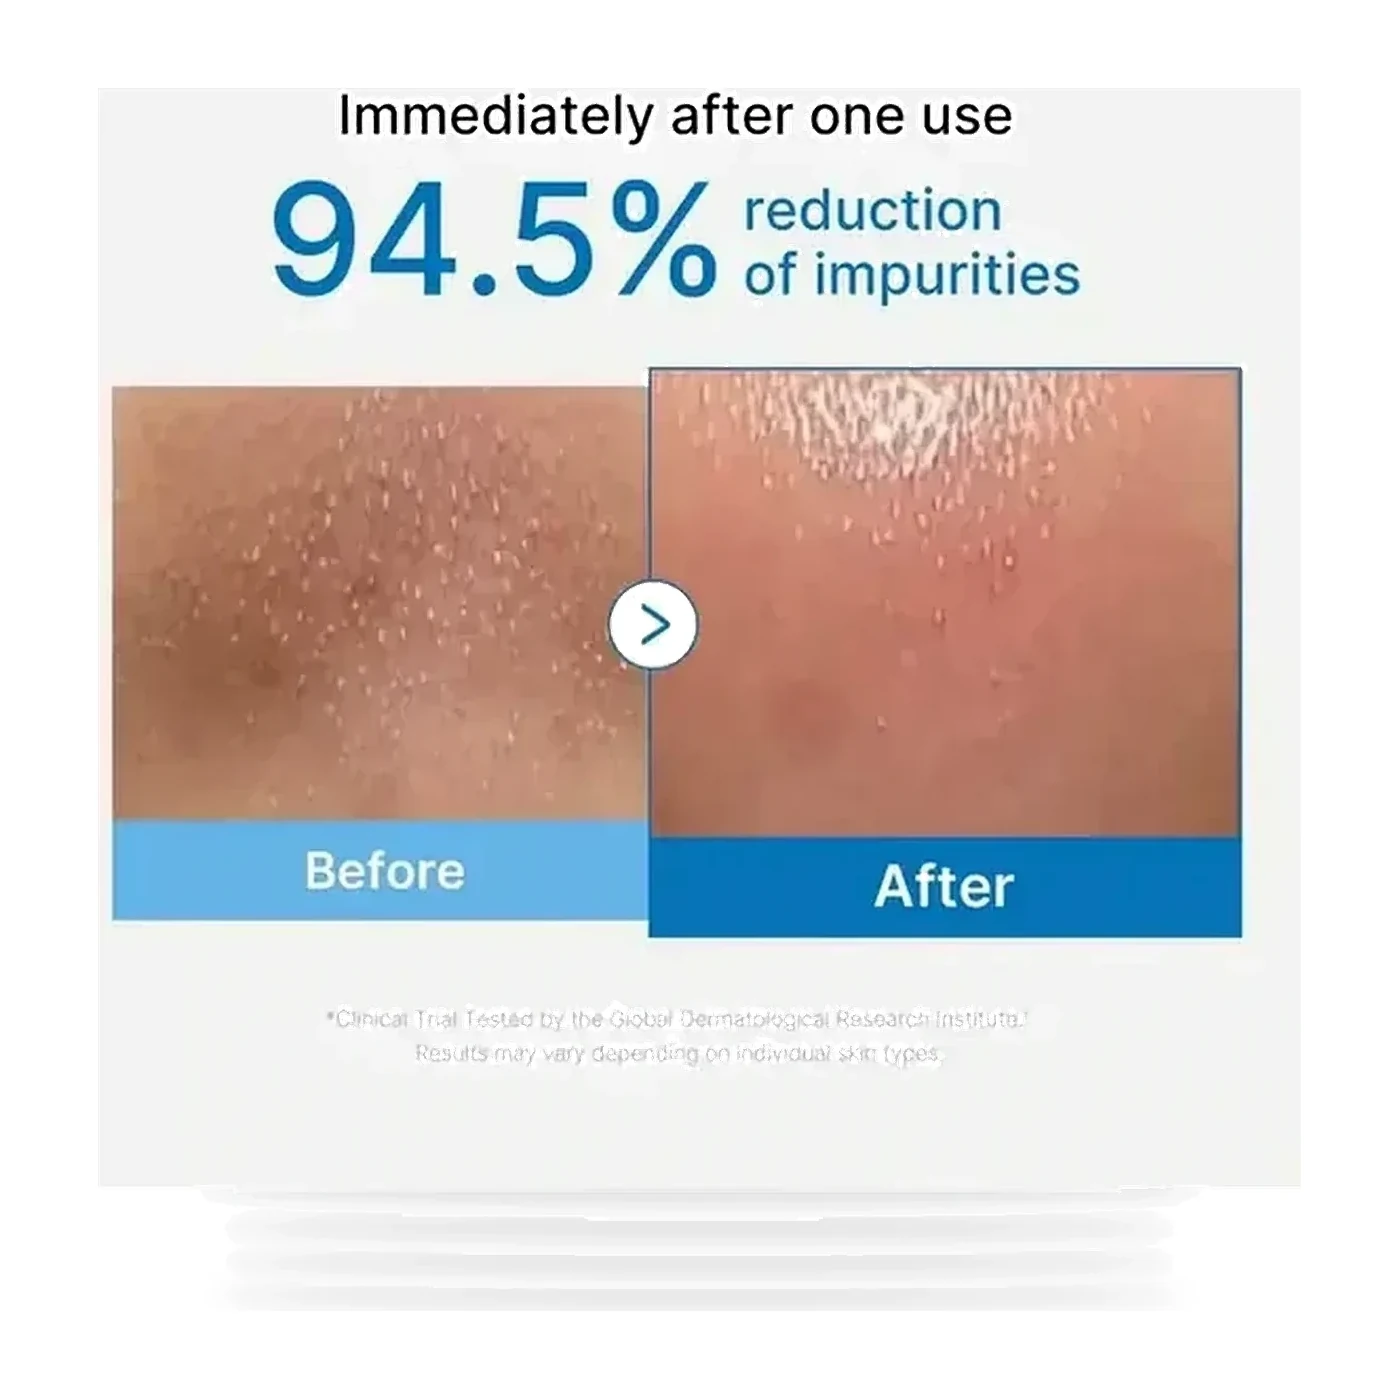 Immediately after one use
94.5% reduction
of impurities
Before
After
*Clinical Trial Tested by the Global Dermatological Research Institute.
Results may vary depending on individual skin types.